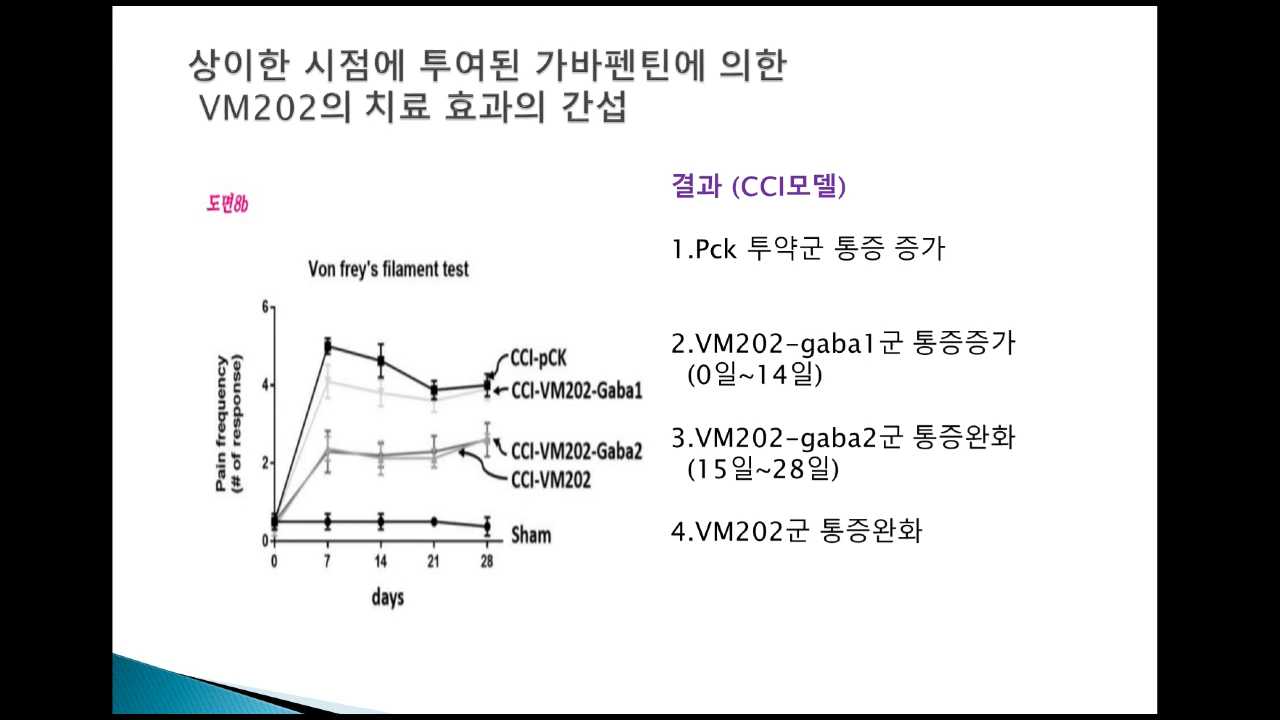 상이한 시점에 투여된 가바펜틴에 의한
VM202의 치료 효과의 간섭
도면8b
Von frey's filament test
Pain frequency
(# of response)
6
4
2
0
0 7 14 21 28
days
CCI-pCK
CCI-VM202-Gaba1
CCI-VM202-Gaba2
CCI-VM202
Sham
결과 (CCI모델)
1.Pck 투약군 통증 증가
2.VM202-gaba1군 통증증가
(0일~14일)
3.VM202-gaba2군 통증완화
(15일~28일)
4.VM202군 통증완화